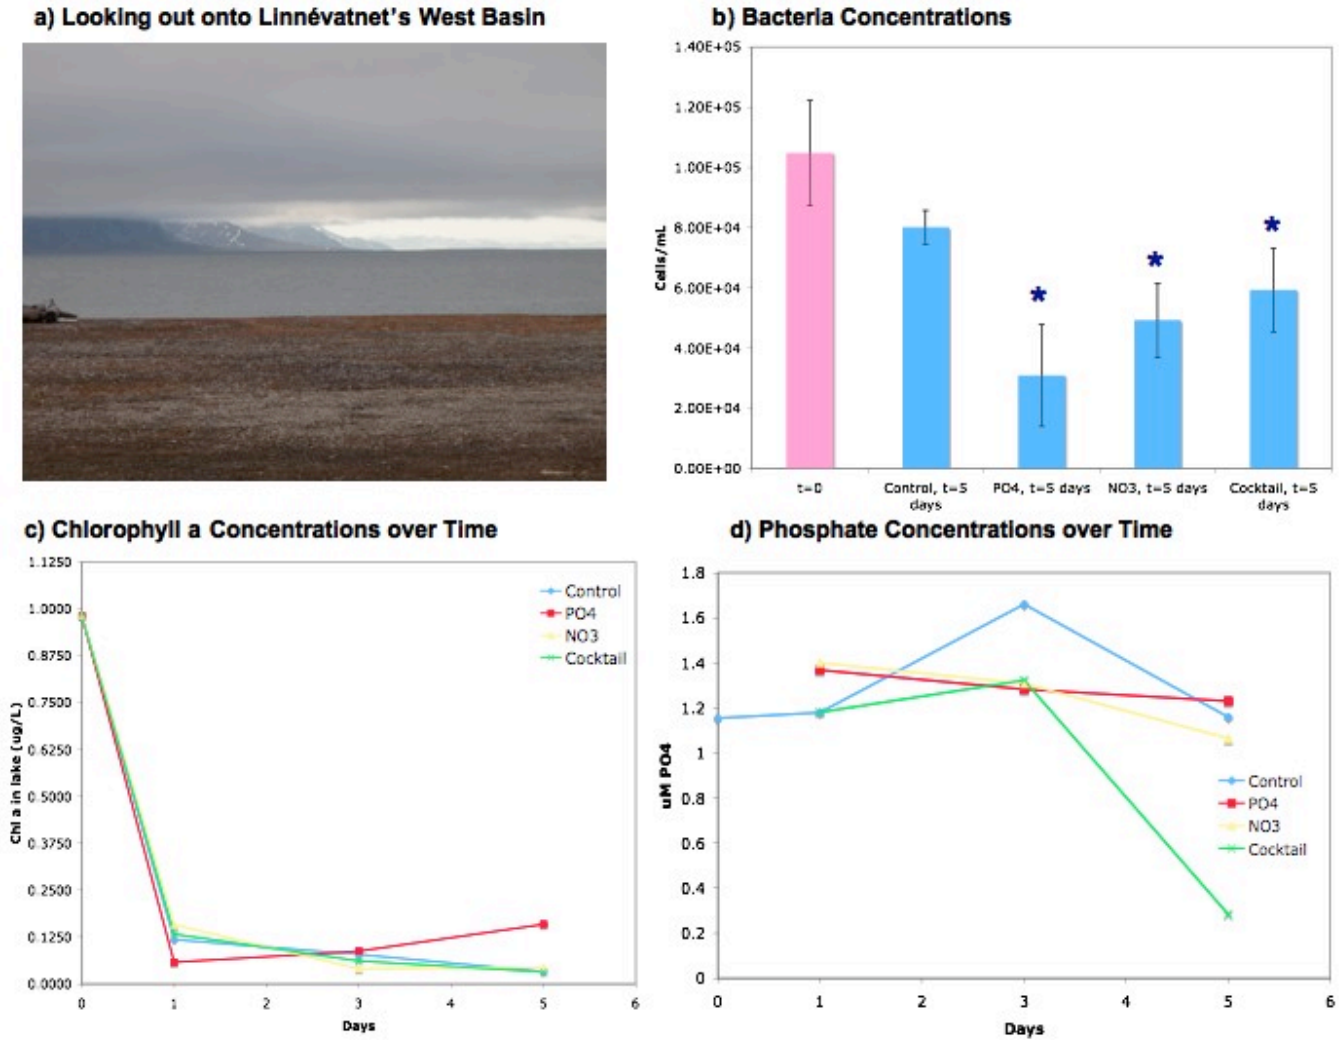 a) Looking out onto Linnévatnet's West Basin
b) Bacteria Concentrations
1.40E+05
1.20E+05
1.00E+05
8.00E+04
6.00E+04
4.00E+04
2.00E+04
0.00E+00
Cells/mL
*
*
*
t=0
Control, t=5 days
PO4, t=5 days
NO3, t=5 days
Cocktail, t=5 days
c) Chlorophyll a Concentrations over Time
1.1250
1.0000
0.8750
0.7500
0.6250
0.5000
0.3750
0.2500
0.1250
0.0000
Chl a in lake (ug/L)
Control
PO4
NO3
Cocktail
0 1 2 3 4 5 6
Days
d) Phosphate Concentrations over Time
1.8
1.6
1.4
1.2
1
0.8
0.6
0.4
0.2
0
uM PO4
Control
PO4
NO3
Cocktail
0 1 2 3 4 5 6
Days